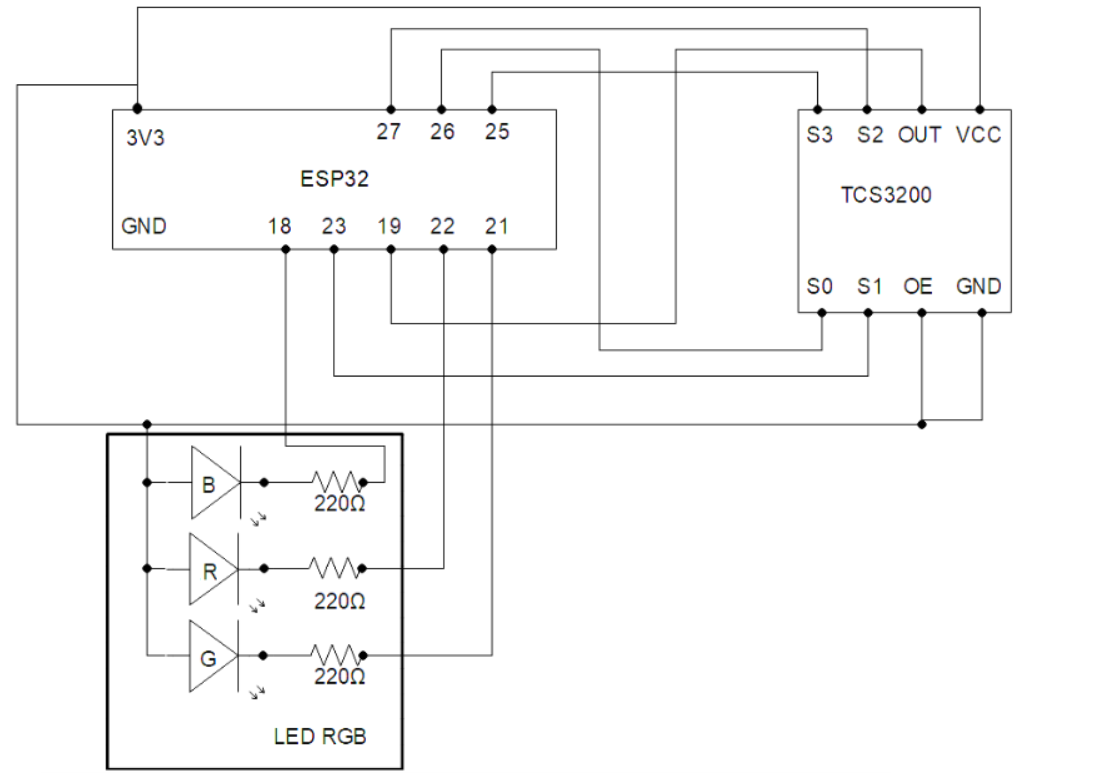 3V3 27 26 25
ESP32
GND 18 23 19 22 21
S3 S2 OUT VCC
TCS3200
S0 S1 OE GND
B
220Ω
R
220Ω
G
220Ω
LED RGB